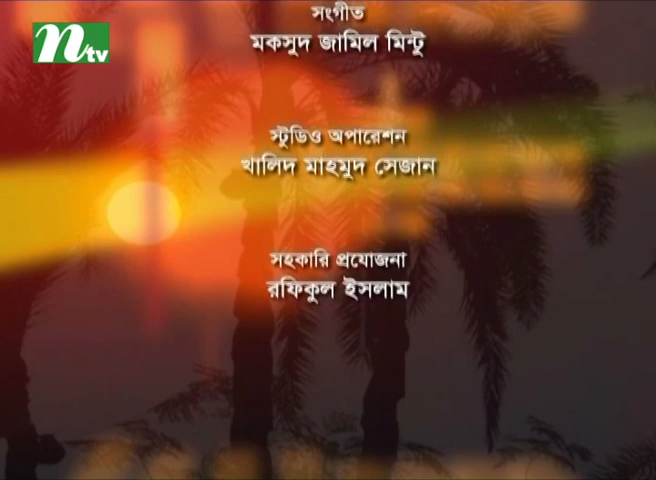 ntv
সংগীত
মকসুদ জামিল মিন্টু
স্টুডিও অপারেশন
খালিদ মাহমুদ সেজান
সহকারি প্রযোজনা
রফিকুল ইসলাম